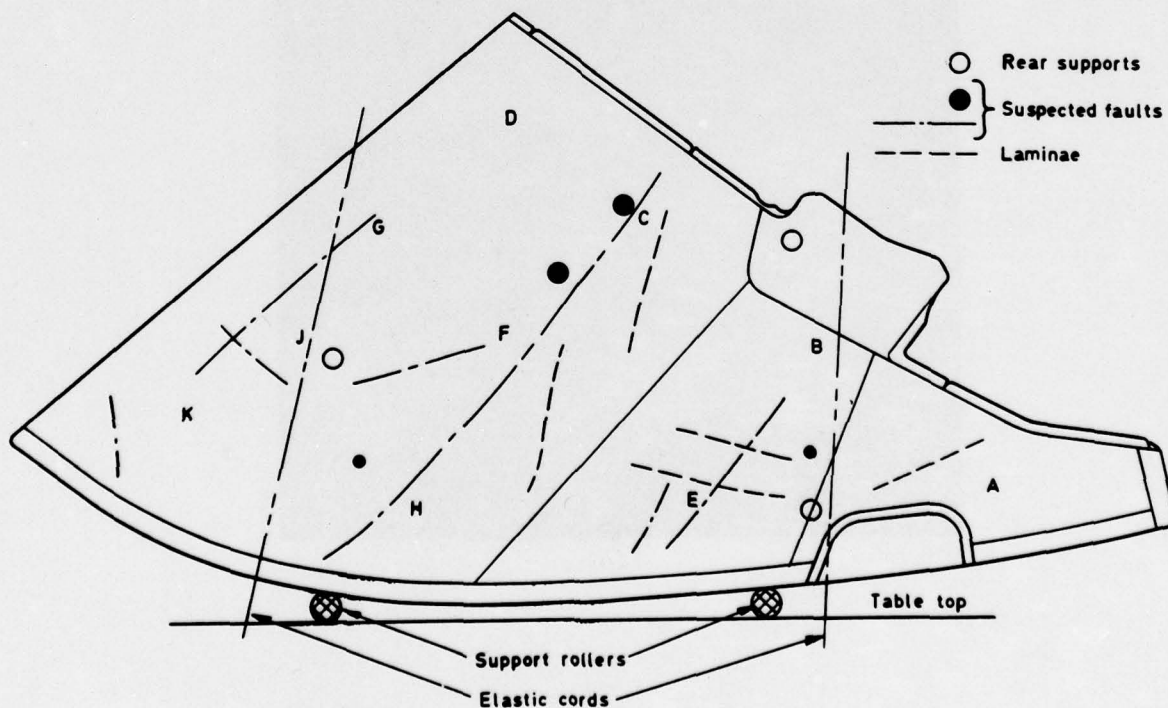 Rear supports
Suspected faults
Laminae
D
C
G
B
F
J
K
A
E
H
Table top
Support rollers
Elastic cords